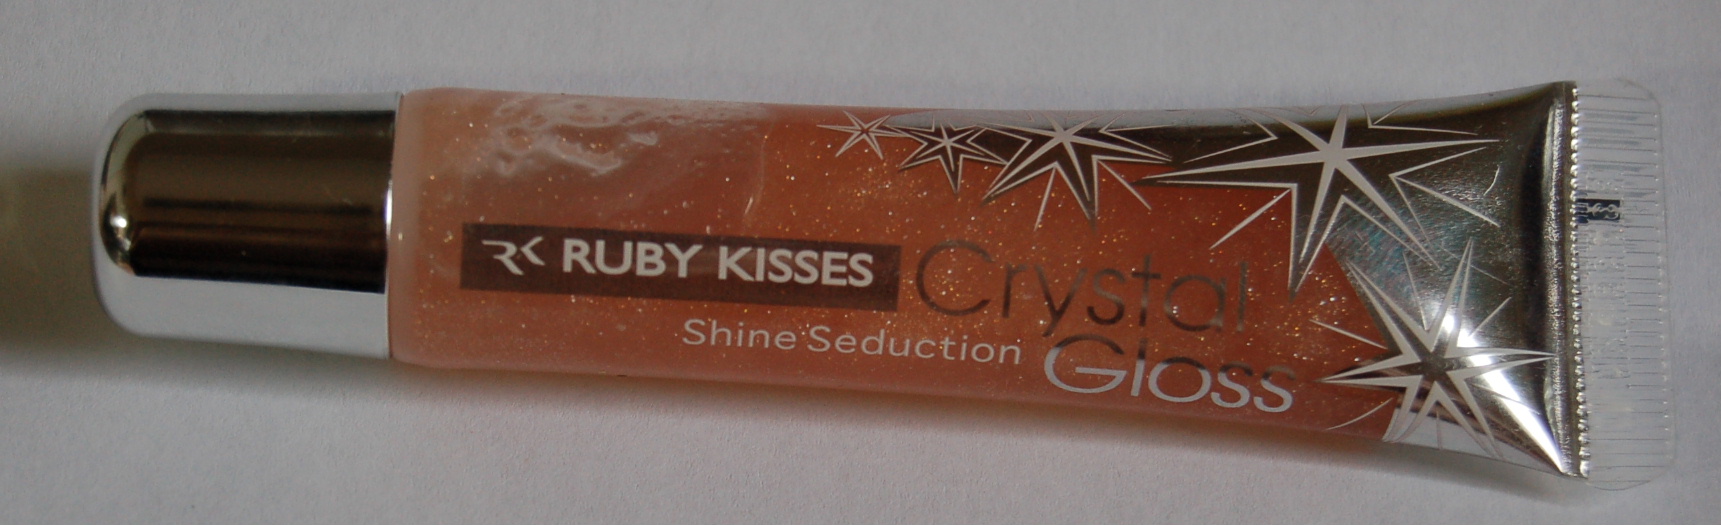 RK RUBY KISSES
Crystal
Shine Seduction
Gloss